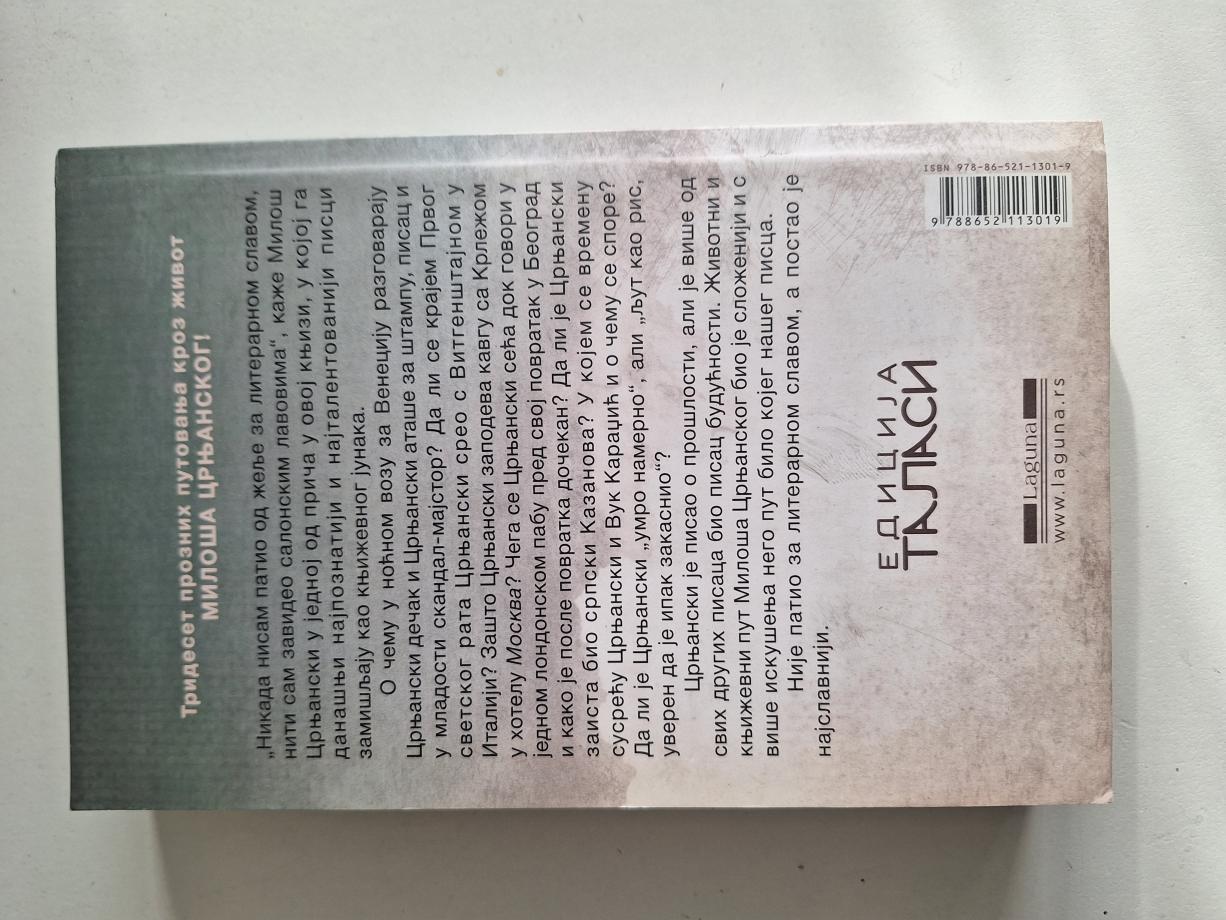 Тридесет прозних путовања кроз живот
МИЛОША ЦРЊАНСКОГ!
„Никада нисам патио од жеље за литерарном славом,
нити сам завидео салонским лавовима“, каже Милош
Црњански у једној од прича у овој књизи, у којој га
данашњи најпознатији и најталентованији писци
замишљају као књижевног јунака.
О чему у ноћном возу за Венецију разговарају
Црњански дечак и Црњански аташе за штампу, писац и
у младости скандал-мајстор? Да ли се крајем Првог
светског рата Црњански срео с Витгенштајном у
Италији? Зашто Црњански заподева кавгу са Крлежом
у хотелу Москва? Чега се Црњански сећа док говори у
једном лондонском пабу пред свој повратак у Београд
и како је после повратка дочекан? Да ли је Црњански
заиста био српски Казанова? У којем се времену
сусрећу Црњански и Вук Караџић и о чему се споре?
Да ли је Црњански „умро намерно“, али „љут као рис,
уверен да је ипак закаснио“?
Црњански је писао о прошлости, али је више од
свих других писаца био писац будућности. Животни и
књижевни пут Милоша Црњанског био је сложенији и с
више искушења него пут било којег нашег писца.
Није патио за литерарном славом, а постао је
најславнији.
ЕДИЦИЈА
ТАЛАСИ
Laguna
www.laguna.rs
ISBN 978-86-521-1301-9
9 788652 113019